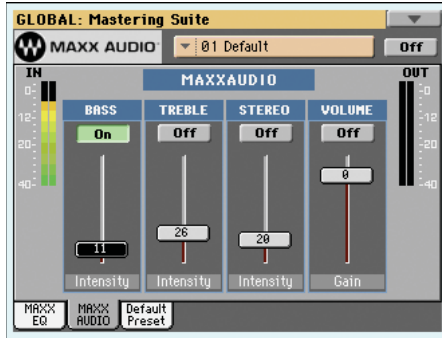 GLOBAL: Mastering Suite
MAXX AUDIO 01 Default Off
IN MAXXAUDIO OUT
0-
-0
BASS TREBLE STEREO VOLUME
12-
-12
On Off Off Off
20-
-20
0
40-
-40
26
20
11
Intensity Intensity Intensity Gain
MAXX EQ
MAXX AUDIO
Default Preset